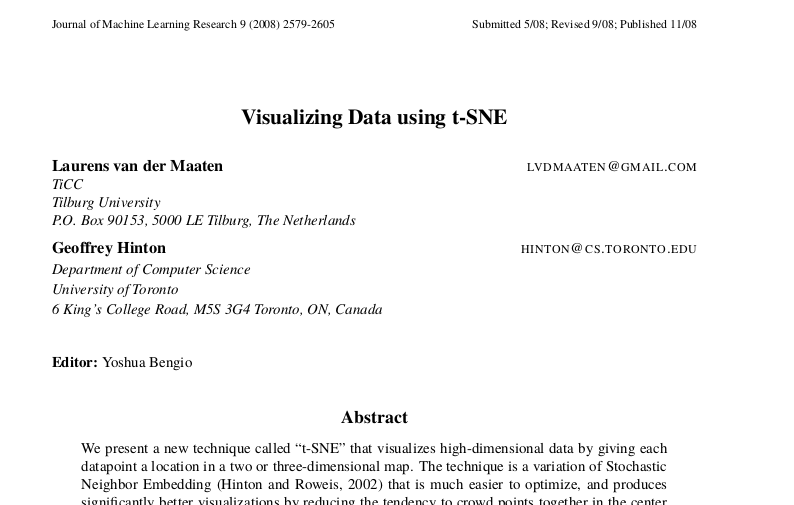 Journal of Machine Learning Research 9 (2008) 2579-2605 Submitted 5/08; Revised 9/08; Published 11/08
Visualizing Data using t-SNE
Laurens van der Maaten LVDMAATEN@GMAIL.COM
TiCC
Tilburg University
P.O. Box 90153, 5000 LE Tilburg, The Netherlands
Geoffrey Hinton HINTON@CS.TORONTO.EDU
Department of Computer Science
University of Toronto
6 King's College Road, M5S 3G4 Toronto, ON, Canada
Editor: Yoshua Bengio
Abstract
We present a new technique called “t-SNE” that visualizes high-dimensional data by giving each
datapoint a location in a two or three-dimensional map. The technique is a variation of Stochastic
Neighbor Embedding (Hinton and Roweis, 2002) that is much easier to optimize, and produces
significantly better visualizations by reducing the tendency to crowd points together in the center